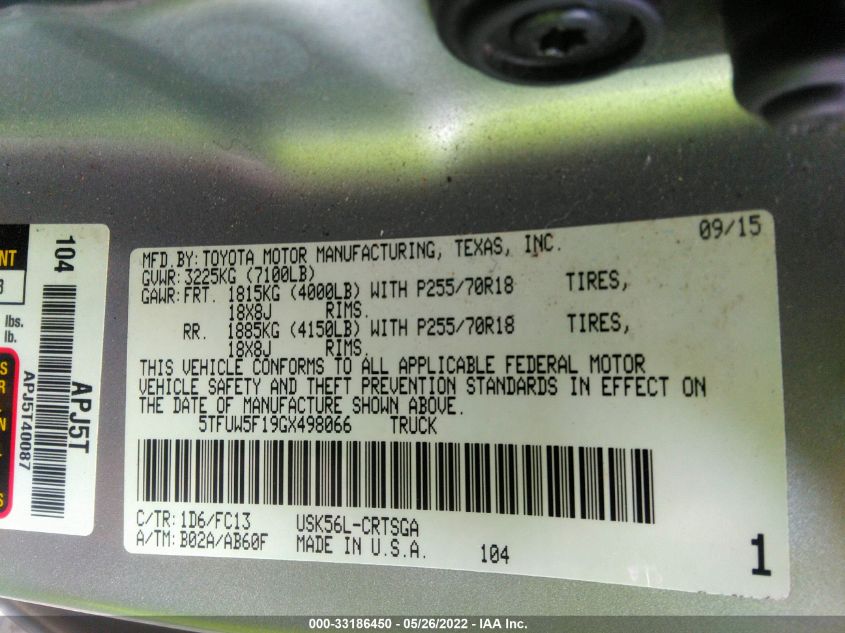 09/15
MFD.BY: TOYOTA MOTOR MANUFACTURING, TEXAS, INC.
GVWR: 3225KG (7100LB)
GAWR: FRT. 1815KG (4000LB) WITH P255/70R18 TIRES,
18X8J RIMS.
RR. 1885KG (4150LB) WITH P255/70R18 TIRES,
18X8J RIMS.
THIS VEHICLE CONFORMS TO ALL APPLICABLE FEDERAL MOTOR
VEHICLE SAFETY AND THEFT PREVENTION STANDARDS IN EFFECT ON
THE DATE OF MANUFACTURE SHOWN ABOVE.
5TFUW5F19GX498066 TRUCK
C/TR: 1D6/FC13 USK56L-CRTSGA
A/TM: B02A/AB60F MADE IN U.S.A. 104
1
104
APJ5T
APJ5T40087
NT
3
lbs.
lb.
S
R
N
S
000-33186450 - 05/26/2022 - IAA Inc.